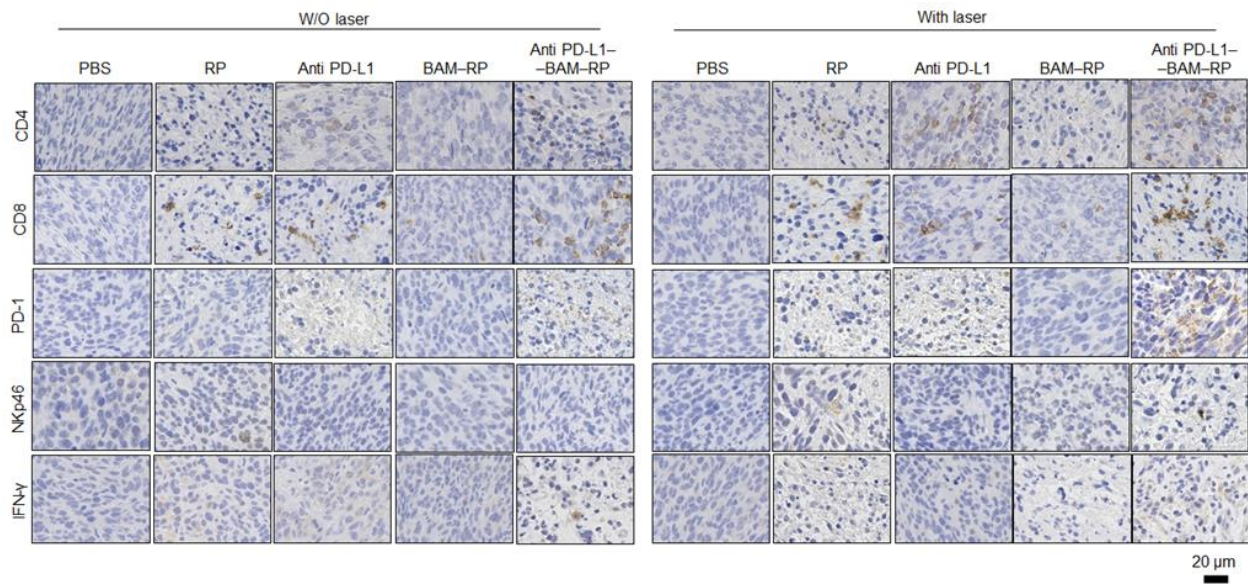 W/O laser
With laser
PBS
RP
Anti PD-L1
BAM–RP
Anti PD-L1–
–BAM–RP
PBS
RP
Anti PD-L1
BAM–RP
Anti PD-L1–
–BAM–RP
CD4
CD8
PD-1
NKp46
IFN-γ
20 μm